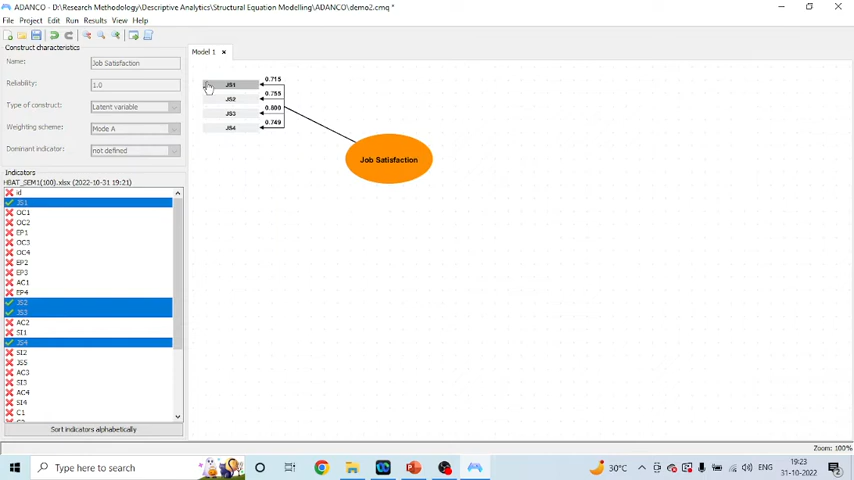 ADANCO - D:\Research Methodology\Descriptive Analytics\Structural Equation Modelling\ADANCO\demo2.cmq *
File Project Edit Run Results View Help
Construct characteristics
Name: Job Satisfaction
Reliability: 1.0
Type of construct: Latent variable
Weighting scheme: Mode A
Dominant indicator: not defined
Indicators
HBAT_SEM1(100).xlsx (2022-10-31 19:21)
id
JS1
OC1
OC2
EP1
OC3
OC4
EP2
EP3
AC1
EP4
JS2
JS3
AC2
SI1
JS4
SI2
JS5
AC3
SI3
AC4
SI4
C1
Sort indicators alphabetically
Model 1
JS1 0.715
JS2 0.755
JS3 0.800
JS4 0.749
Job Satisfaction
Zoom: 100%
Type here to search
30°C
ENG
19:23
31-10-2022
2